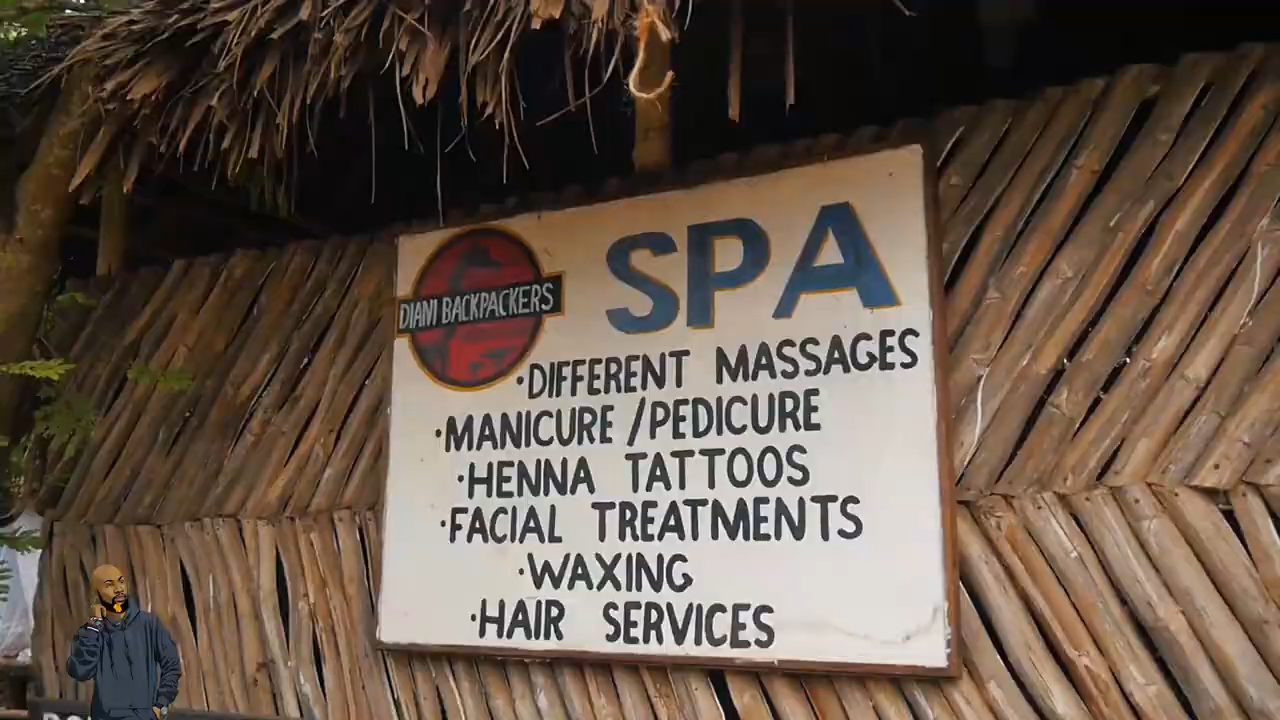 DIANI BACKPACKERS
SPA
·DIFFERENT MASSAGES
·MANICURE /PEDICURE
·HENNA TATTOOS
·FACIAL TREATMENTS
·WAXING
·HAIR SERVICES